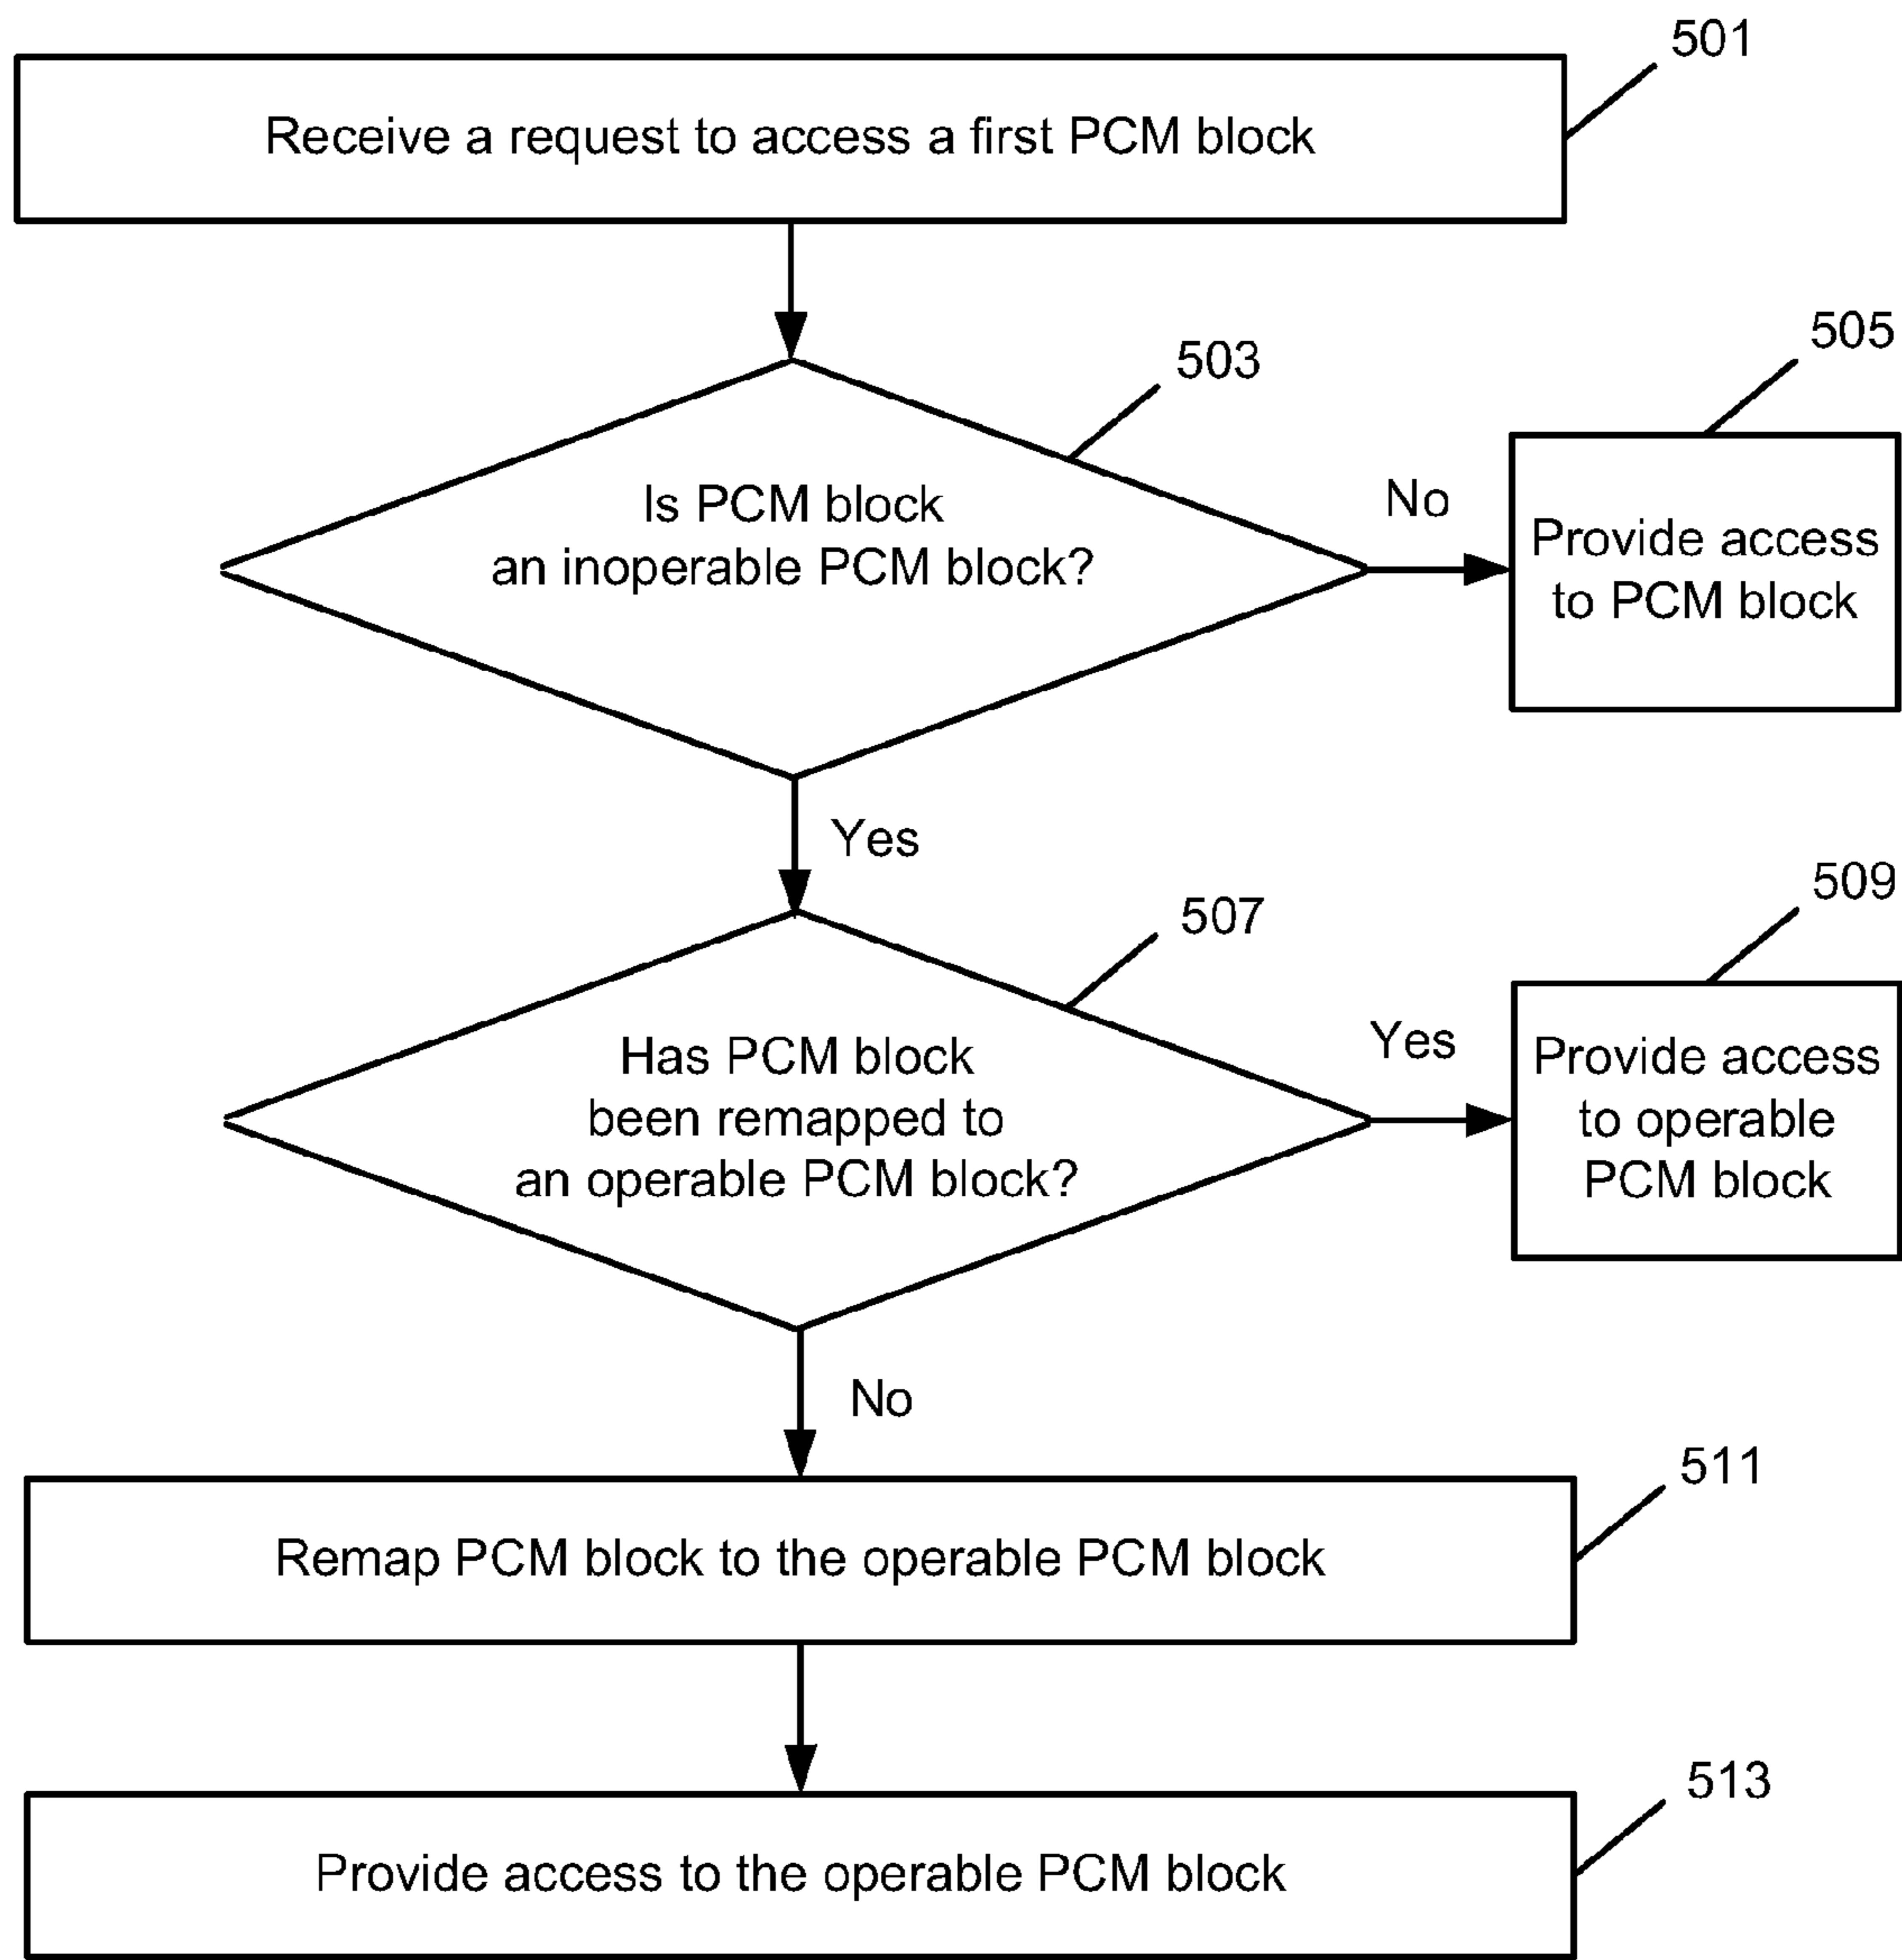 501
Receive a request to access a first PCM block
503
Is PCM block
an inoperable PCM block?
No
505
Provide access
to PCM block
Yes
507
Has PCM block
been remapped to
an operable PCM block?
Yes
509
Provide access
to operable
PCM block
No
511
Remap PCM block to the operable PCM block
513
Provide access to the operable PCM block